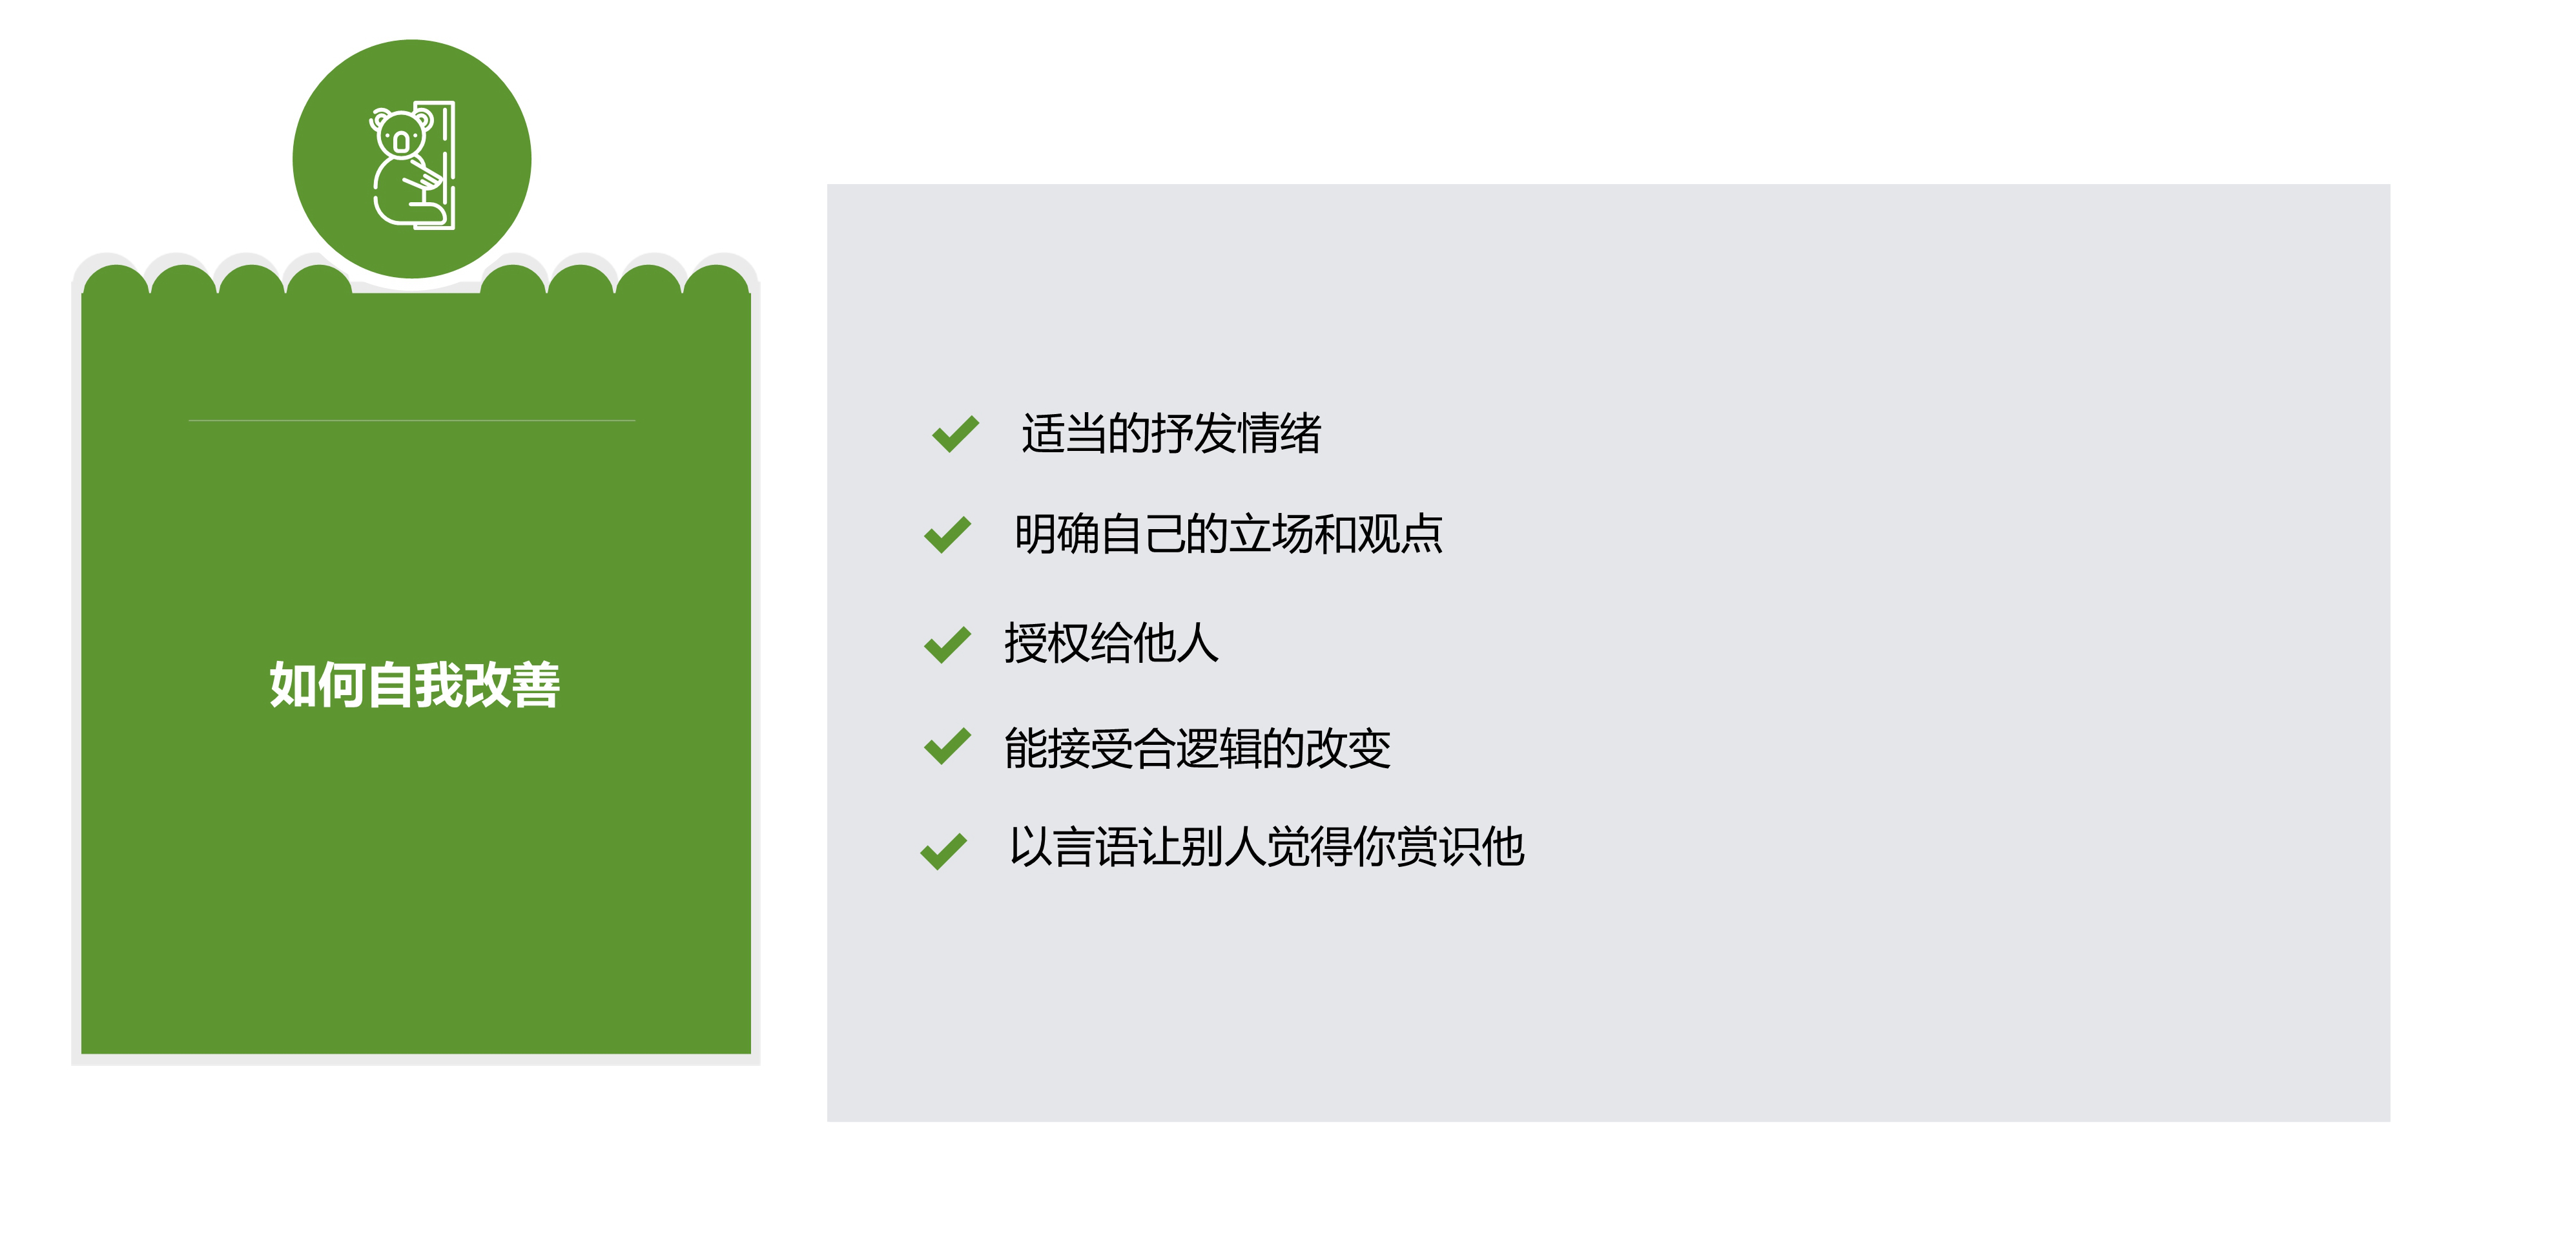 如何自我改善
适当的抒发情绪
明确自己的立场和观点
授权给他人
能接受合逻辑的改变
以言语让别人觉得你赏识他